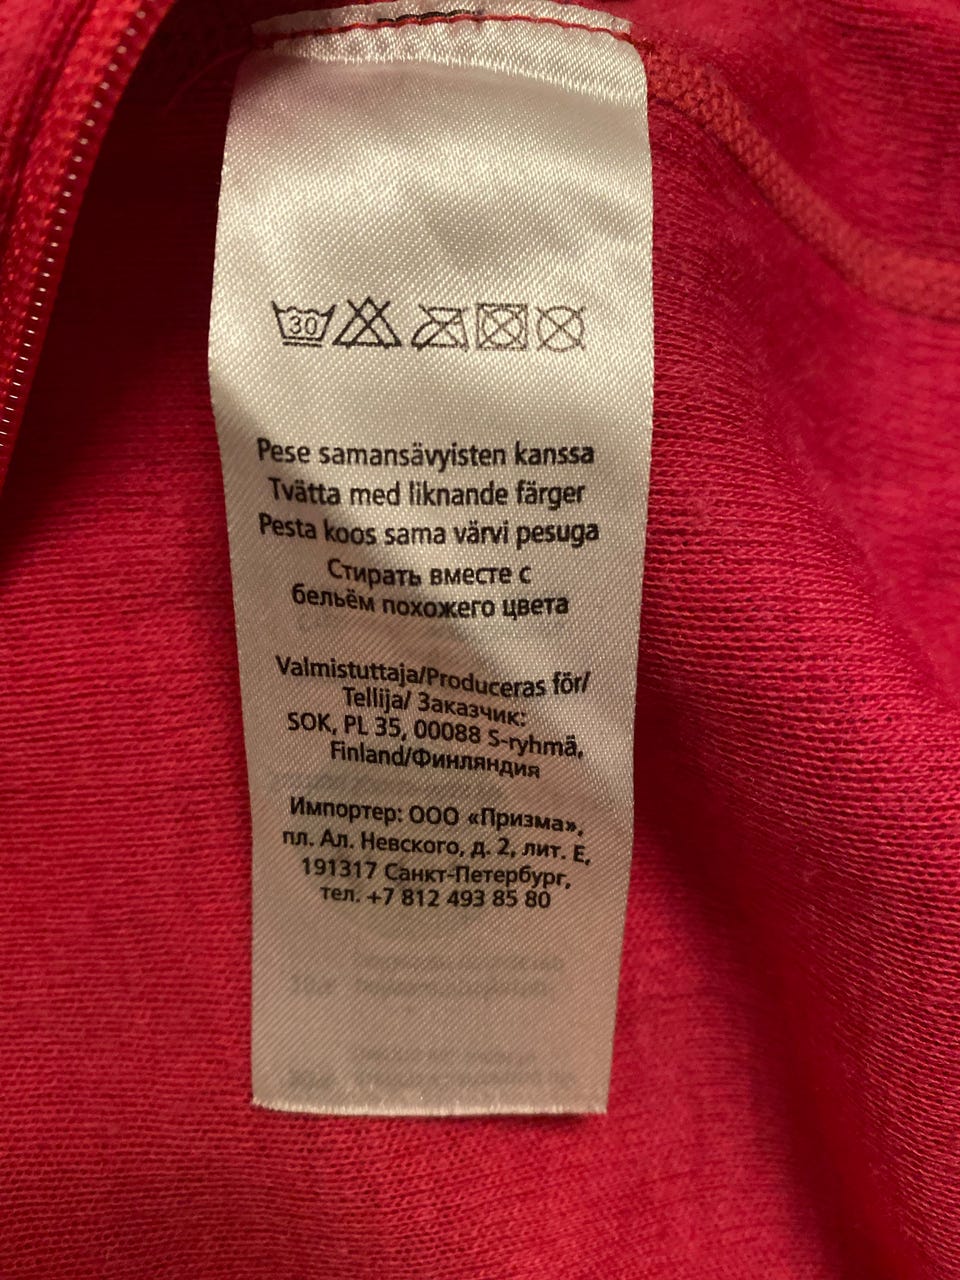 30
Pese samansävyisten kanssa
Tvätta med liknande färger
Pesta koos sama värvi pesuga
Стирать вместе с
бельём похожего цвета
Valmistuttaja/Produceras för/
Tellija/ Заказчик:
SOK, PL 35, 00088 S-ryhmä,
Finland/Финляндия
Импортер: ООО «Призма»,
пл. Ал. Невского, д. 2, лит. Е,
191317 Санкт-Петербург,
тел. +7 812 493 85 80